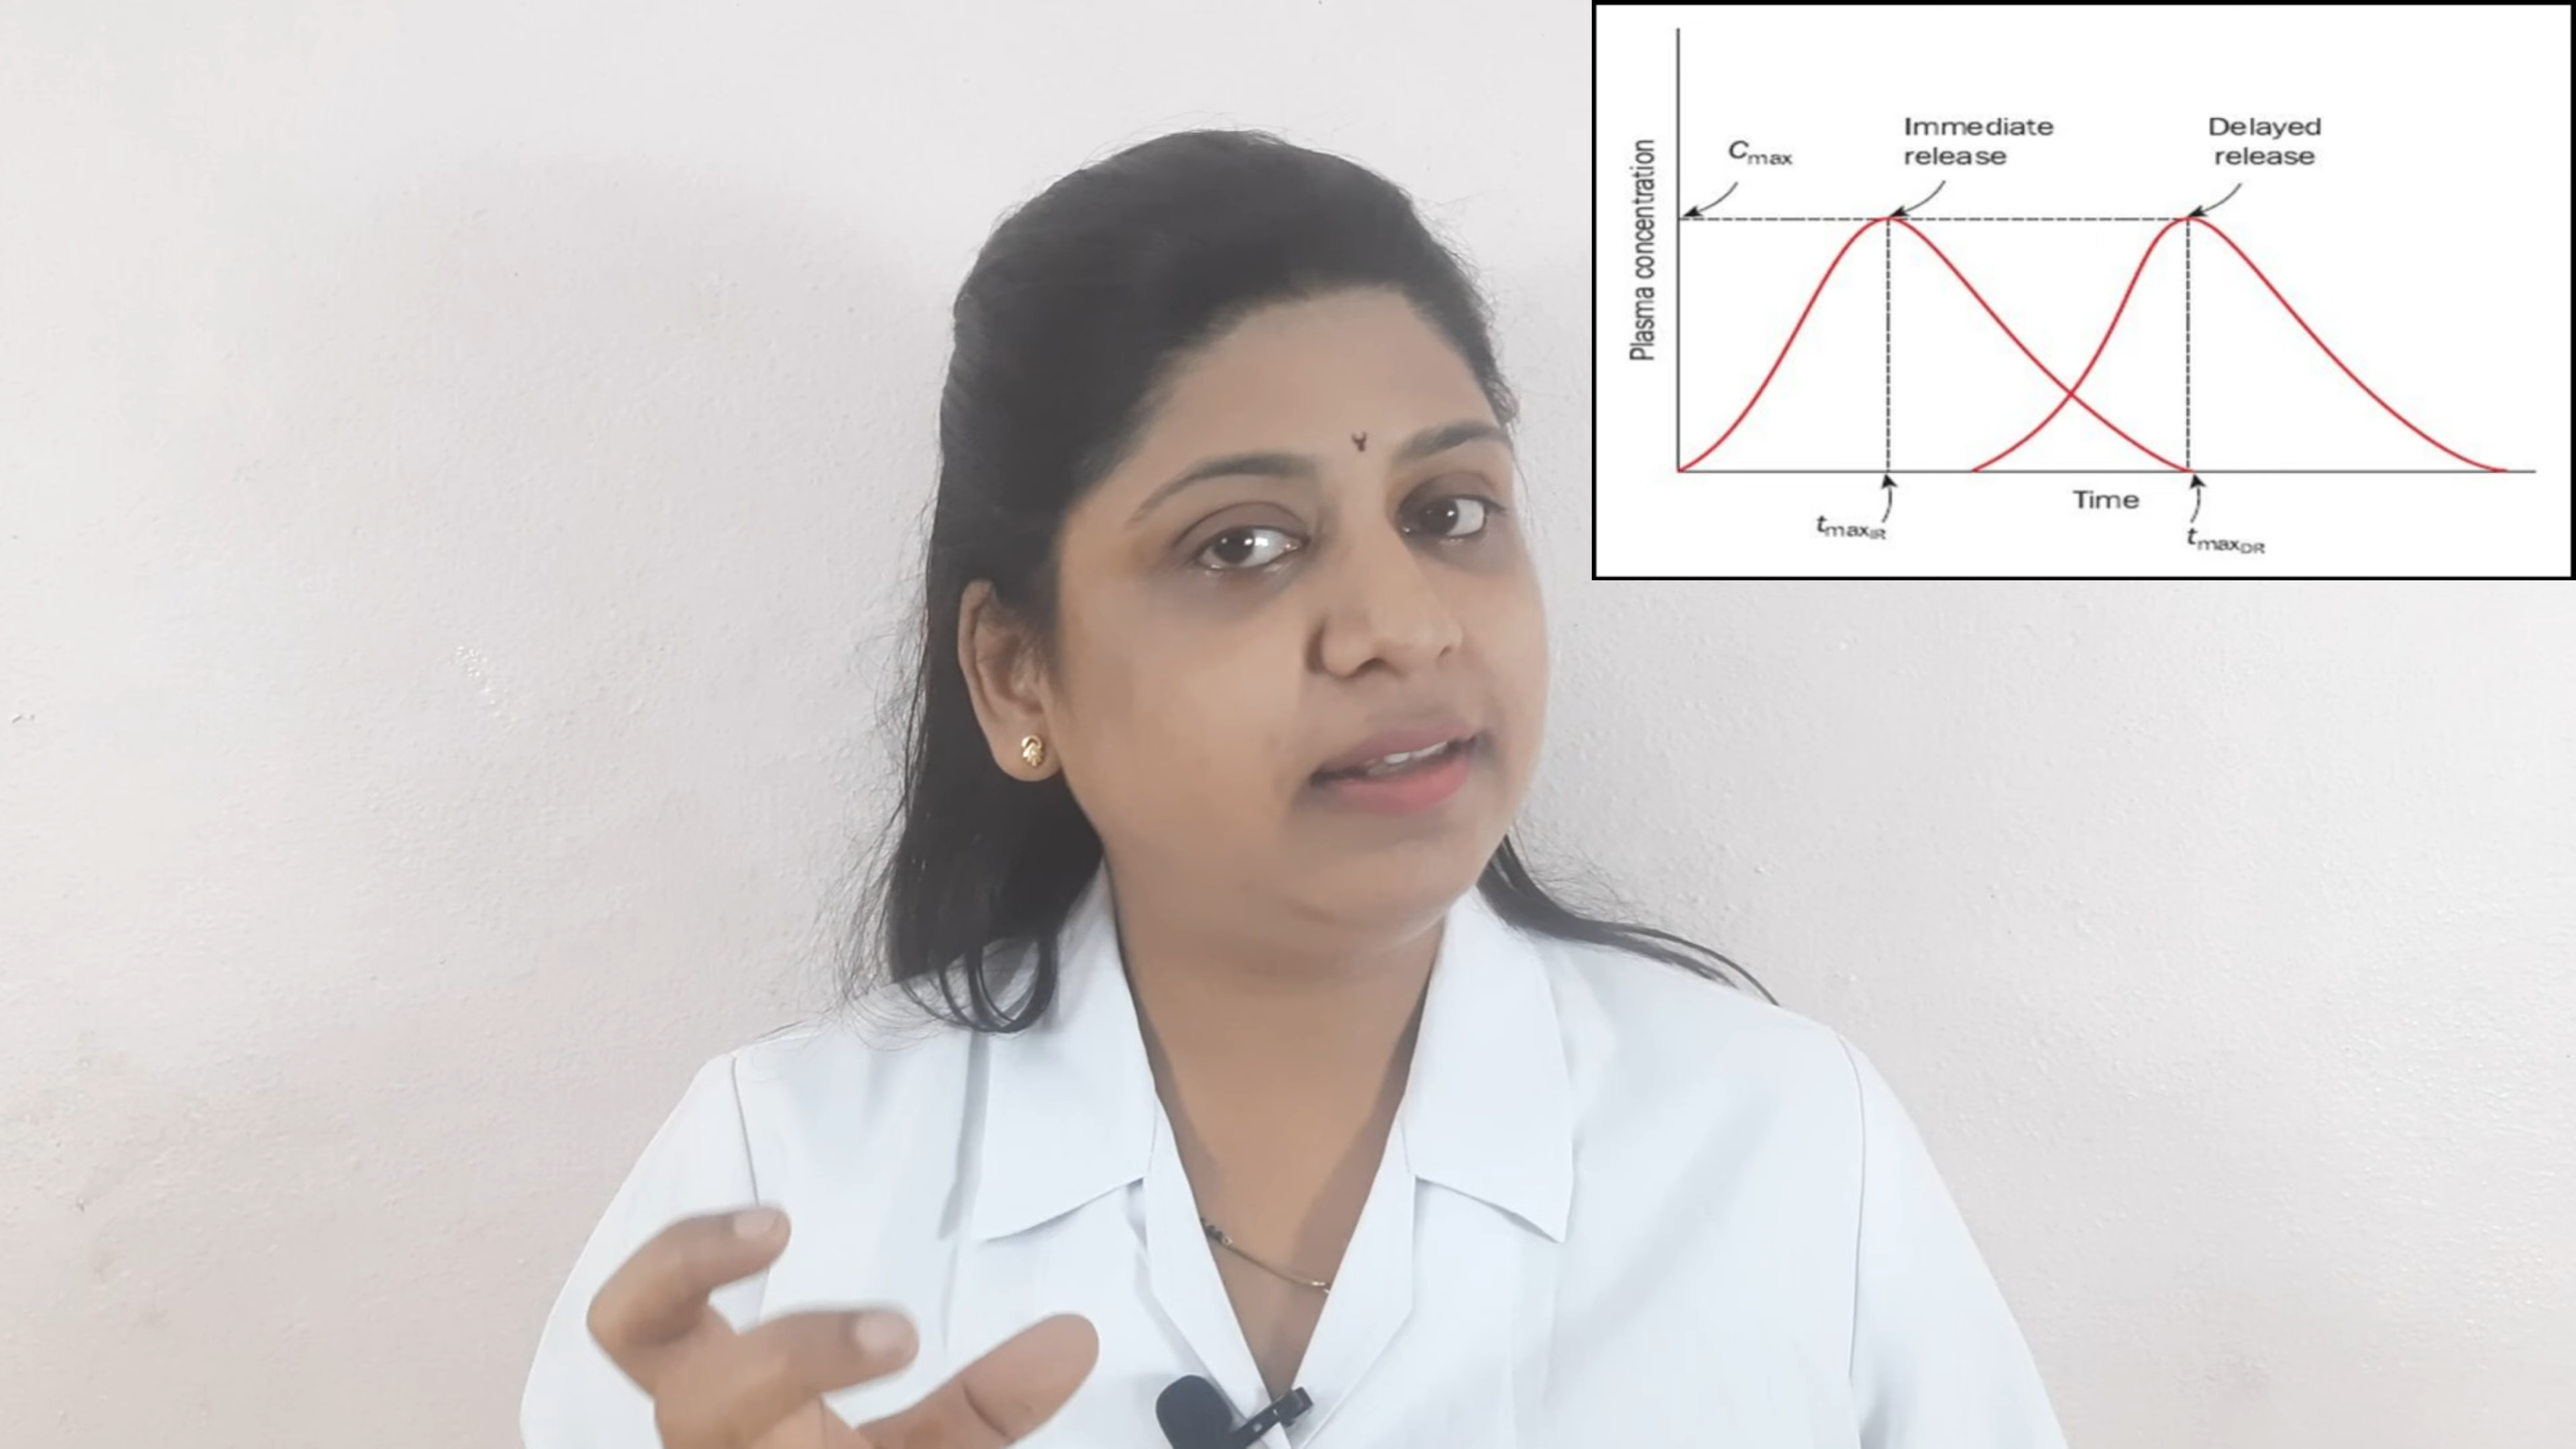 Immediate
release
Delayed
release
Cmax
Plasma concentration
Time
tmaxIR
tmaxDR